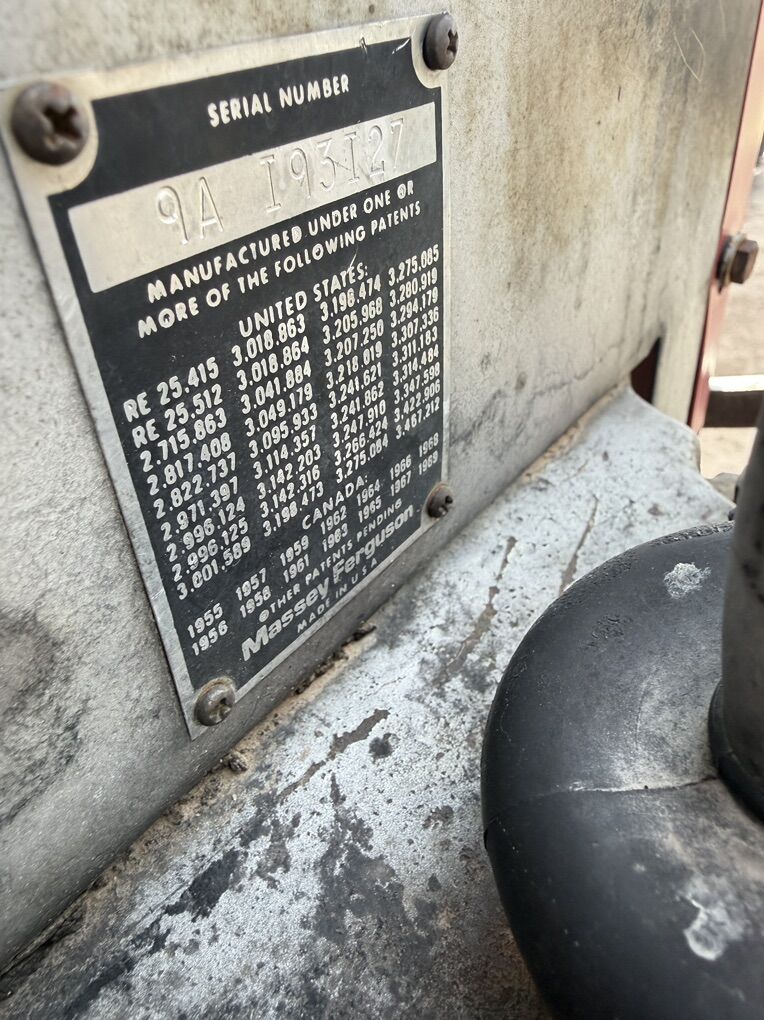 SERIAL NUMBER
9A I93I27
MANUFACTURED UNDER ONE OR
MORE OF THE FOLLOWING PATENTS
UNITED STATES:
RE 25.415 3.018.863 3.198.474 3.275.085
RE 25.512 3.018.864 3.205.968 3.280.919
2.715.863 3.041.884 3.207.250 3.294.179
2.817.408 3.049.179 3.218.819 3.307.336
2.822.737 3.095.933 3.241.621 3.311.183
2.971.397 3.114.357 3.241.862 3.314.484
2.996.124 3.142.203 3.247.910 3.347.598
2.996.125 3.142.316 3.266.424 3.422.906
3.001.589 3.198.473 3.275.084 3.467.212
CANADA:
1955 1957 1959 1962 1964 1966 1968
1956 1958 1961 1963 1965 1967 1969
OTHER PATENTS PENDING
Massey Ferguson
MADE IN U.S.A